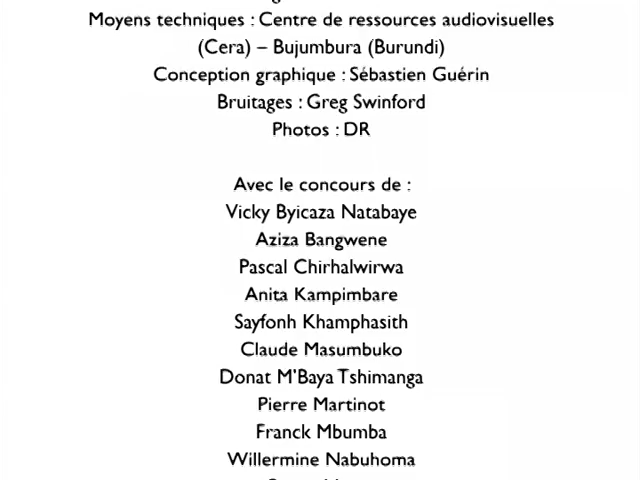 Moyens techniques : Centre de ressources audiovisuelles
(Cera) – Bujumbura (Burundi)
Conception graphique : Sébastien Guérin
Bruitages : Greg Swinford
Photos : DR
Avec le concours de :
Vicky Byicaza Natabaye
Aziza Bangwene
Pascal Chirhalwirwa
Anita Kampimbare
Sayfonh Khamphasith
Claude Masumbuko
Donat M'Baya Tshimanga
Pierre Martinot
Franck Mbumba
Willermine Nabuhoma